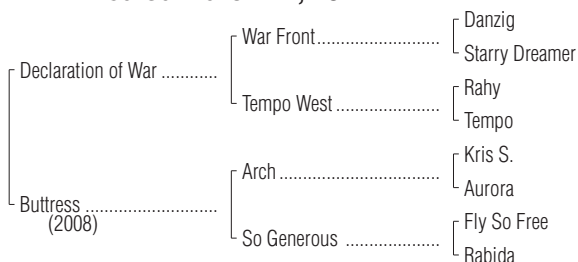 Danzig
War Front
Starry Dreamer
Declaration of War
Rahy
Tempo West
Tempo
Kris S.
Arch
Aurora
Buttress
(2008)
Fly So Free
So Generous
Rabida